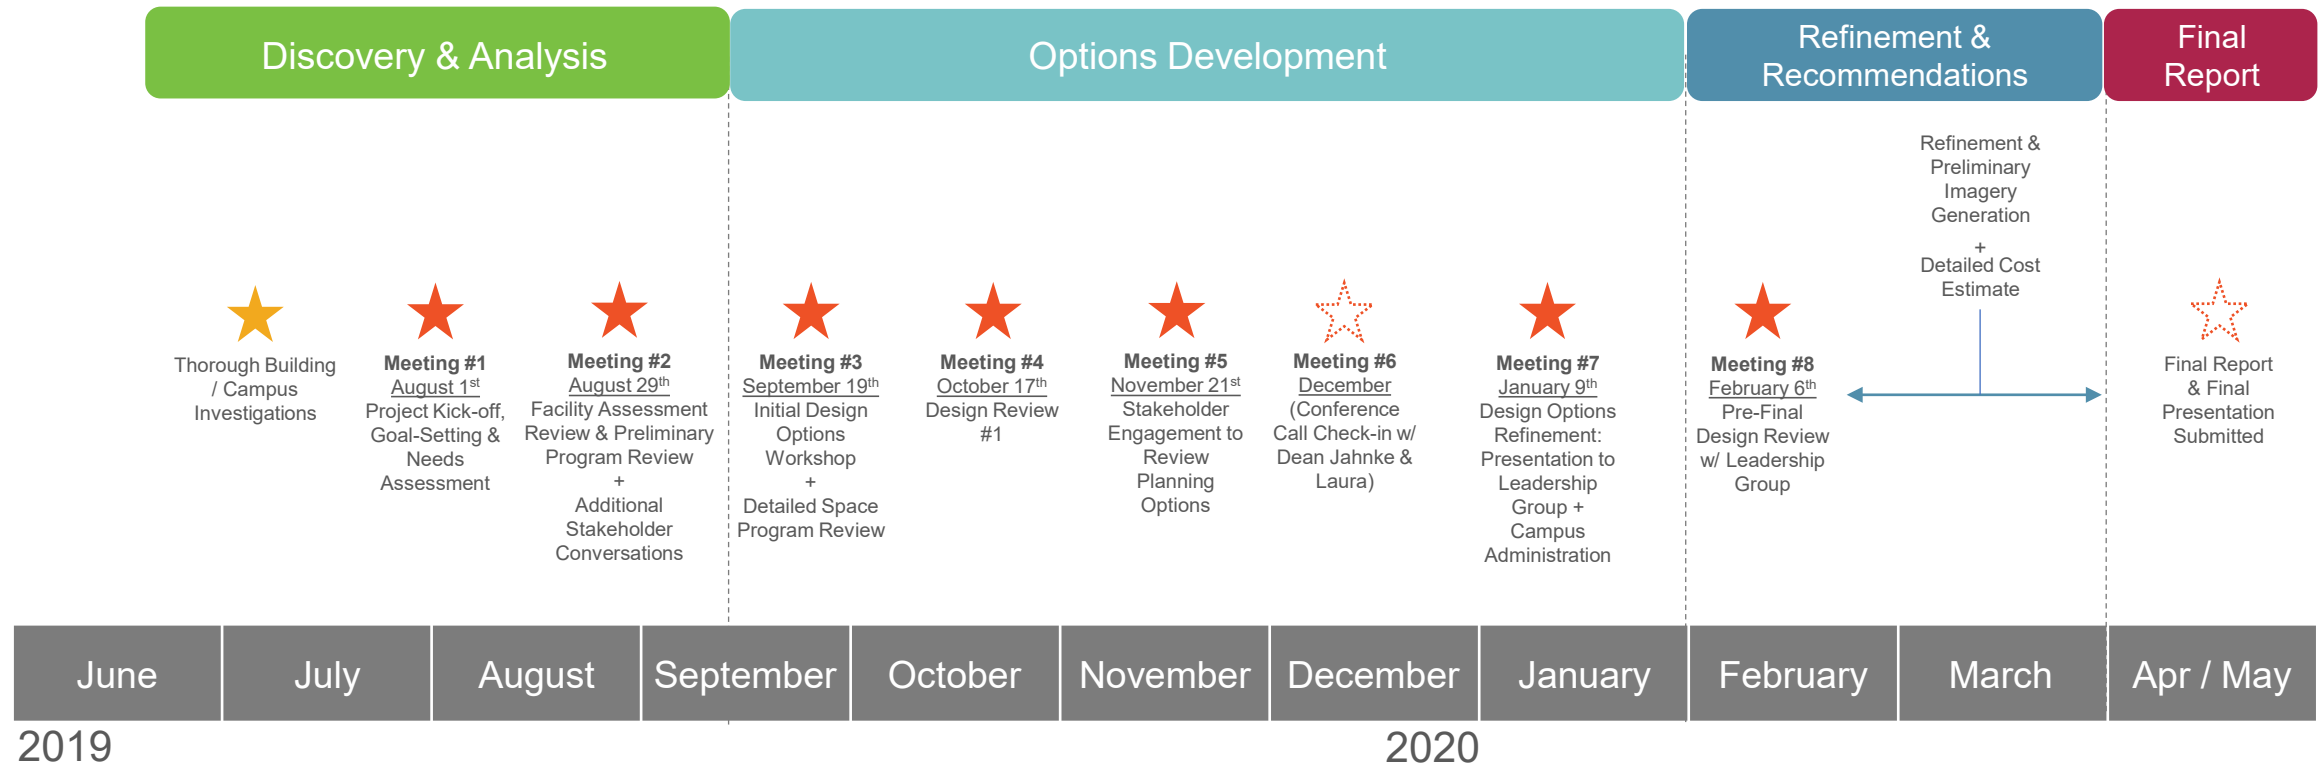 Discovery & Analysis
Options Development
Refinement &
Recommendations
Final
Report
Refinement &
Preliminary
Imagery
Generation
+
Detailed Cost
Estimate
Thorough Building
/ Campus
Investigations
Meeting #1
August 1st
Project Kick-off,
Goal-Setting &
Needs
Assessment
Meeting #2
August 29th
Facility Assessment
Review & Preliminary
Program Review
+
Additional
Stakeholder
Conversations
Meeting #3
September 19th
Initial Design
Options
Workshop
+
Detailed Space
Program Review
Meeting #4
October 17th
Design Review
#1
Meeting #5
November 21st
Stakeholder
Engagement to
Review
Planning
Options
Meeting #6
December
(Conference
Call Check-in w/
Dean Jahnke &
Laura)
Meeting #7
January 9th
Design Options
Refinement:
Presentation to
Leadership
Group +
Campus
Administration
Meeting #8
February 6th
Pre-Final
Design Review
w/ Leadership
Group
Final Report
& Final
Presentation
Submitted
June
July
August
September
October
November
December
January
February
March
Apr / May
2019
2020